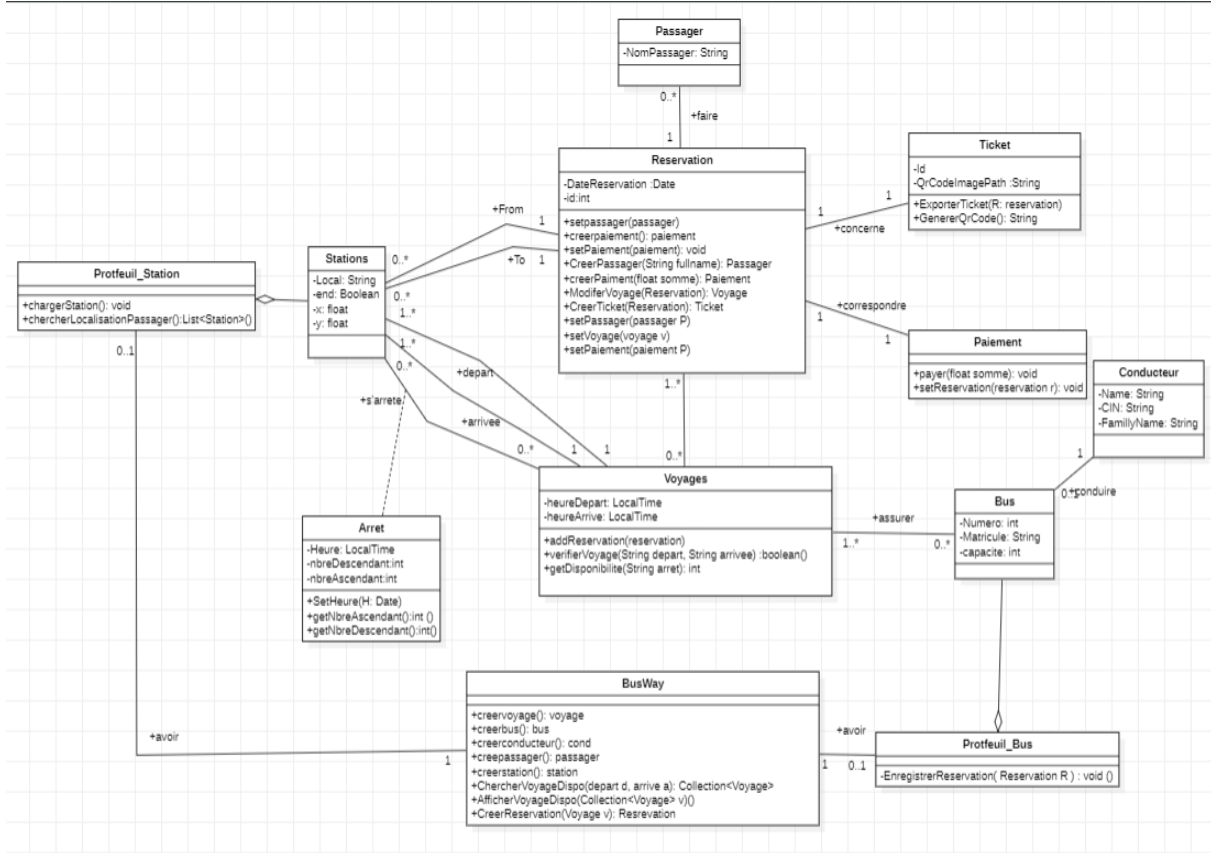 Passager
-NomPassager: String
0..*
+faire
1
Reservation
-DateReservation :Date
-id:int
+setpassager(passager)
+creerpaiement(): paiement
+setPaiement(paiement): void
+CreerPassager(String fullname): Passager
+creerPaiment(float somme): Paiement
+ModiferVoyage(Reservation): Voyage
+CreerTicket(Reservation): Ticket
+setPassager(passager P)
+setVoyage(voyage v)
+setPaiement(paiement P)
Ticket
-Id
-QrCodeImagePath :String
+ExporterTicket(R: reservation)
+GenererQrCode(): String
1
1
+concerne
+From
1
0..*
+To
1
0..*
Stations
-Local: String
-end: Boolean
-x: float
-y: float
Protfeuil_Station
+chargerStation(): void
+chercherLocalisationPassager():List<Station>()
0..1
+correspondre
1
1
Paiement
+payer(float somme): void
+setReservation(reservation r): void
Conducteur
-Name: String
-CIN: String
-FamillyName: String
1
+conduire
1..*
+depart
1
1..*
+arrivee
1
0..*
+s'arrete
0..*
1..*
0..*
Voyages
-heureDepart: LocalTime
-heureArrive: LocalTime
+addReservation(reservation)
+verifierVoyage(String depart, String arrivee) :boolean()
+getDisponibilite(String arret): int
+assurer
1..*
0..*
Bus
-Numero: int
-Matricule: String
-capacite: int
Arret
-Heure: LocalTime
-nbreDescendant:int
-nbreAscendant:int
+SetHeure(H: Date)
+getNbreAscendant():int ()
+getNbreDescendant():int()
BusWay
+creervoyage(): voyage
+creerbus(): bus
+creerconducteur(): cond
+creepassager(): passager
+creerstation(): station
+ChercherVoyageDispo(depart d, arrive a): Collection<Voyage>
+AfficherVoyageDispo(Collection<Voyage> v)()
+CreerReservation(Voyage v): Resrevation
+avoir
1
+avoir
1
0..1
Protfeuil_Bus
-EnregistrerReservation( Reservation R ) : void ()